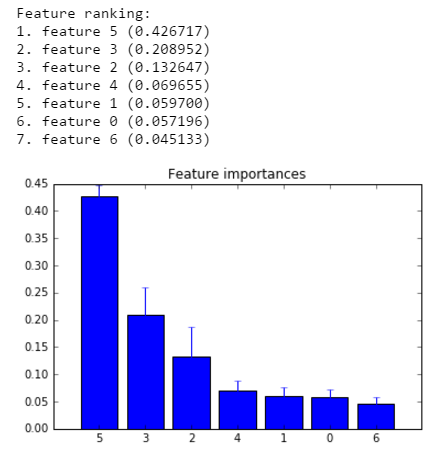 Feature ranking:
1. feature 5 (0.426717)
2. feature 3 (0.208952)
3. feature 2 (0.132647)
4. feature 4 (0.069655)
5. feature 1 (0.059700)
6. feature 0 (0.057196)
7. feature 6 (0.045133)
Feature importances
0.45
0.40
0.35
0.30
0.25
0.20
0.15
0.10
0.05
0.00
5 3 2 4 1 0 6